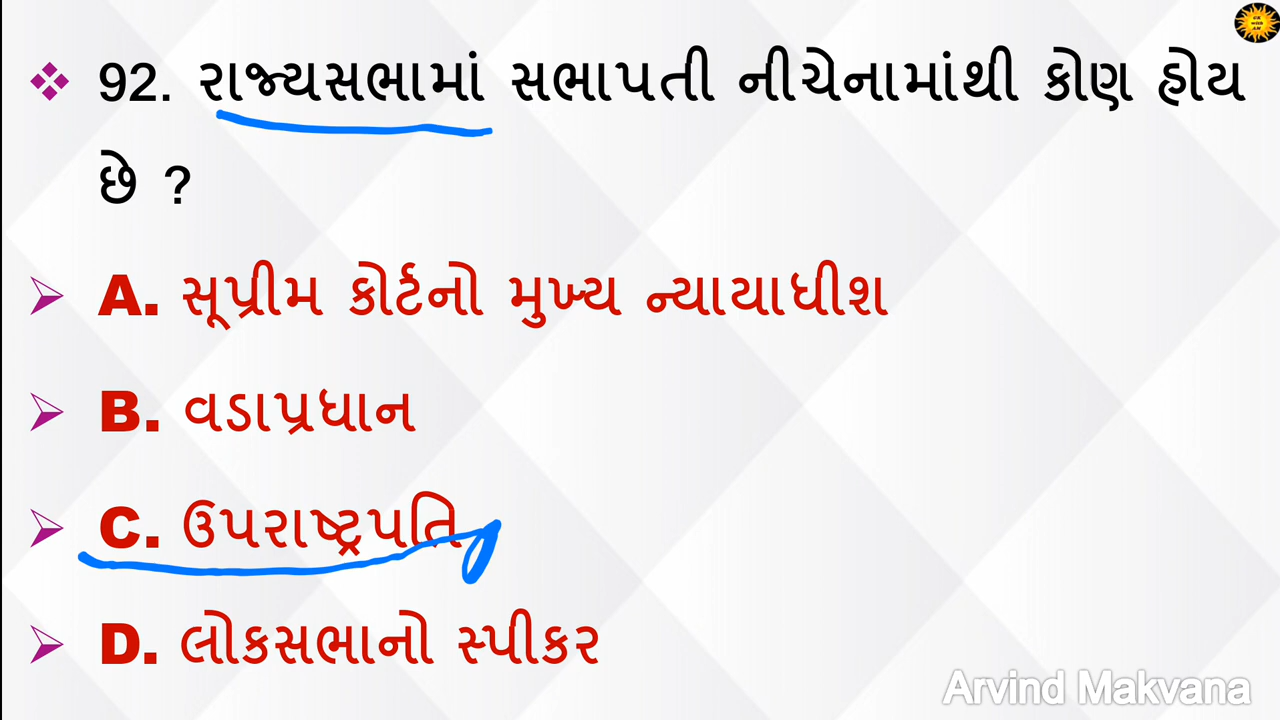 ❖ 92. રાજ્યસભામાં સભાપતી નીચેનામાંથી કોણ હોય
છે ?
➢ A. સૂપ્રીમ કોર્ટનો મુખ્ય ન્યાયાધીશ
➢ B. વડાપ્રધાન
➢ C. ઉપરાષ્ટ્રપતિ
➢ D. લોકસભાનો સ્પીકર
Arvind Makvana